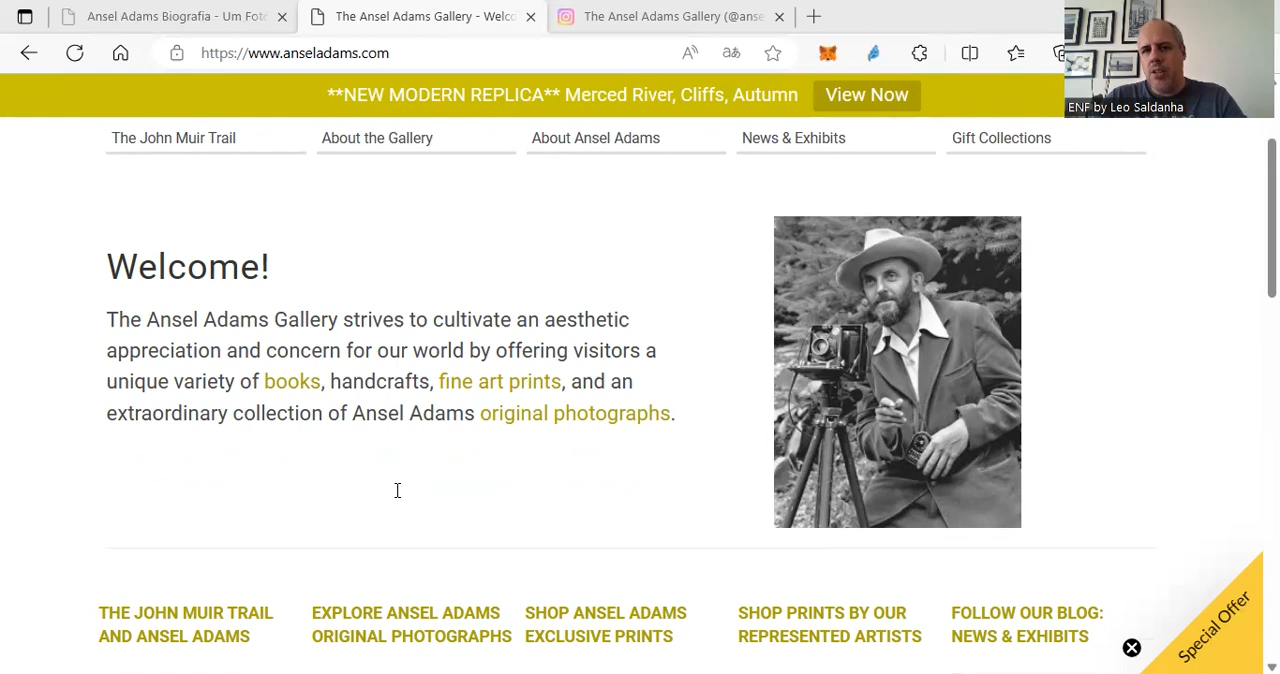 Ansel Adams Biografia - Um Fotó
The Ansel Adams Gallery - Welco
The Ansel Adams Gallery (@anse
https://www.anseladams.com
**NEW MODERN REPLICA** Merced River, Cliffs, Autumn View Now
ENF by Leo Saldanha
The John Muir Trail
About the Gallery
About Ansel Adams
News & Exhibits
Gift Collections
Welcome!
The Ansel Adams Gallery strives to cultivate an aesthetic
appreciation and concern for our world by offering visitors a
unique variety of books, handcrafts, fine art prints, and an
extraordinary collection of Ansel Adams original photographs.
THE JOHN MUIR TRAIL
AND ANSEL ADAMS
EXPLORE ANSEL ADAMS
ORIGINAL PHOTOGRAPHS
SHOP ANSEL ADAMS
EXCLUSIVE PRINTS
SHOP PRINTS BY OUR
REPRESENTED ARTISTS
FOLLOW OUR BLOG:
NEWS & EXHIBITS
Special Offer